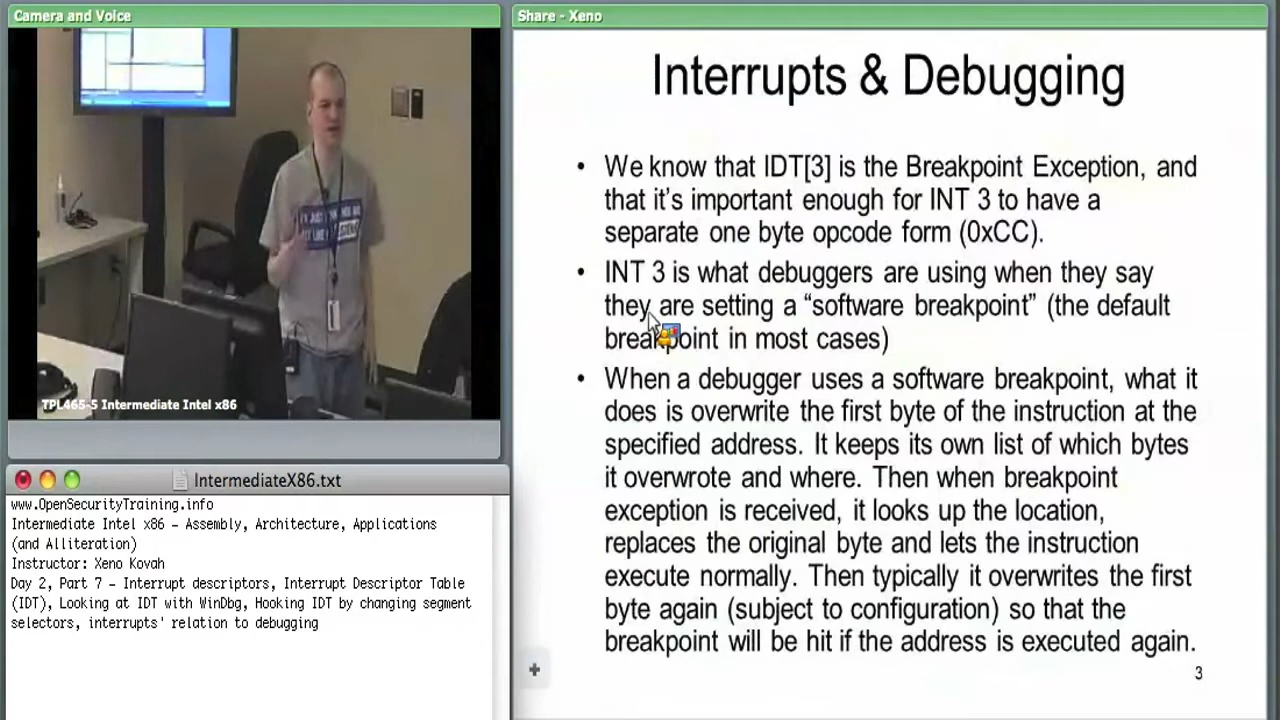 Camera and Voice
TPL465-5 Intermediate Intel x86
IntermediateX86.txt
www.OpenSecurityTraining.info
Intermediate Intel x86 – Assembly, Architecture, Applications
(and Alliteration)
Instructor: Xeno Kovah
Day 2, Part 7 – Interrupt descriptors, Interrupt Descriptor Table
(IDT), Looking at IDT with WinDbg, Hooking IDT by changing segment
selectors, interrupts' relation to debugging
Share - Xeno
Interrupts & Debugging
• We know that IDT[3] is the Breakpoint Exception, and
that it's important enough for INT 3 to have a
separate one byte opcode form (0xCC).
• INT 3 is what debuggers are using when they say
they are setting a “software breakpoint” (the default
breakpoint in most cases)
• When a debugger uses a software breakpoint, what it
does is overwrite the first byte of the instruction at the
specified address. It keeps its own list of which bytes
it overwrote and where. Then when breakpoint
exception is received, it looks up the location,
replaces the original byte and lets the instruction
execute normally. Then typically it overwrites the first
byte again (subject to configuration) so that the
breakpoint will be hit if the address is executed again.
3